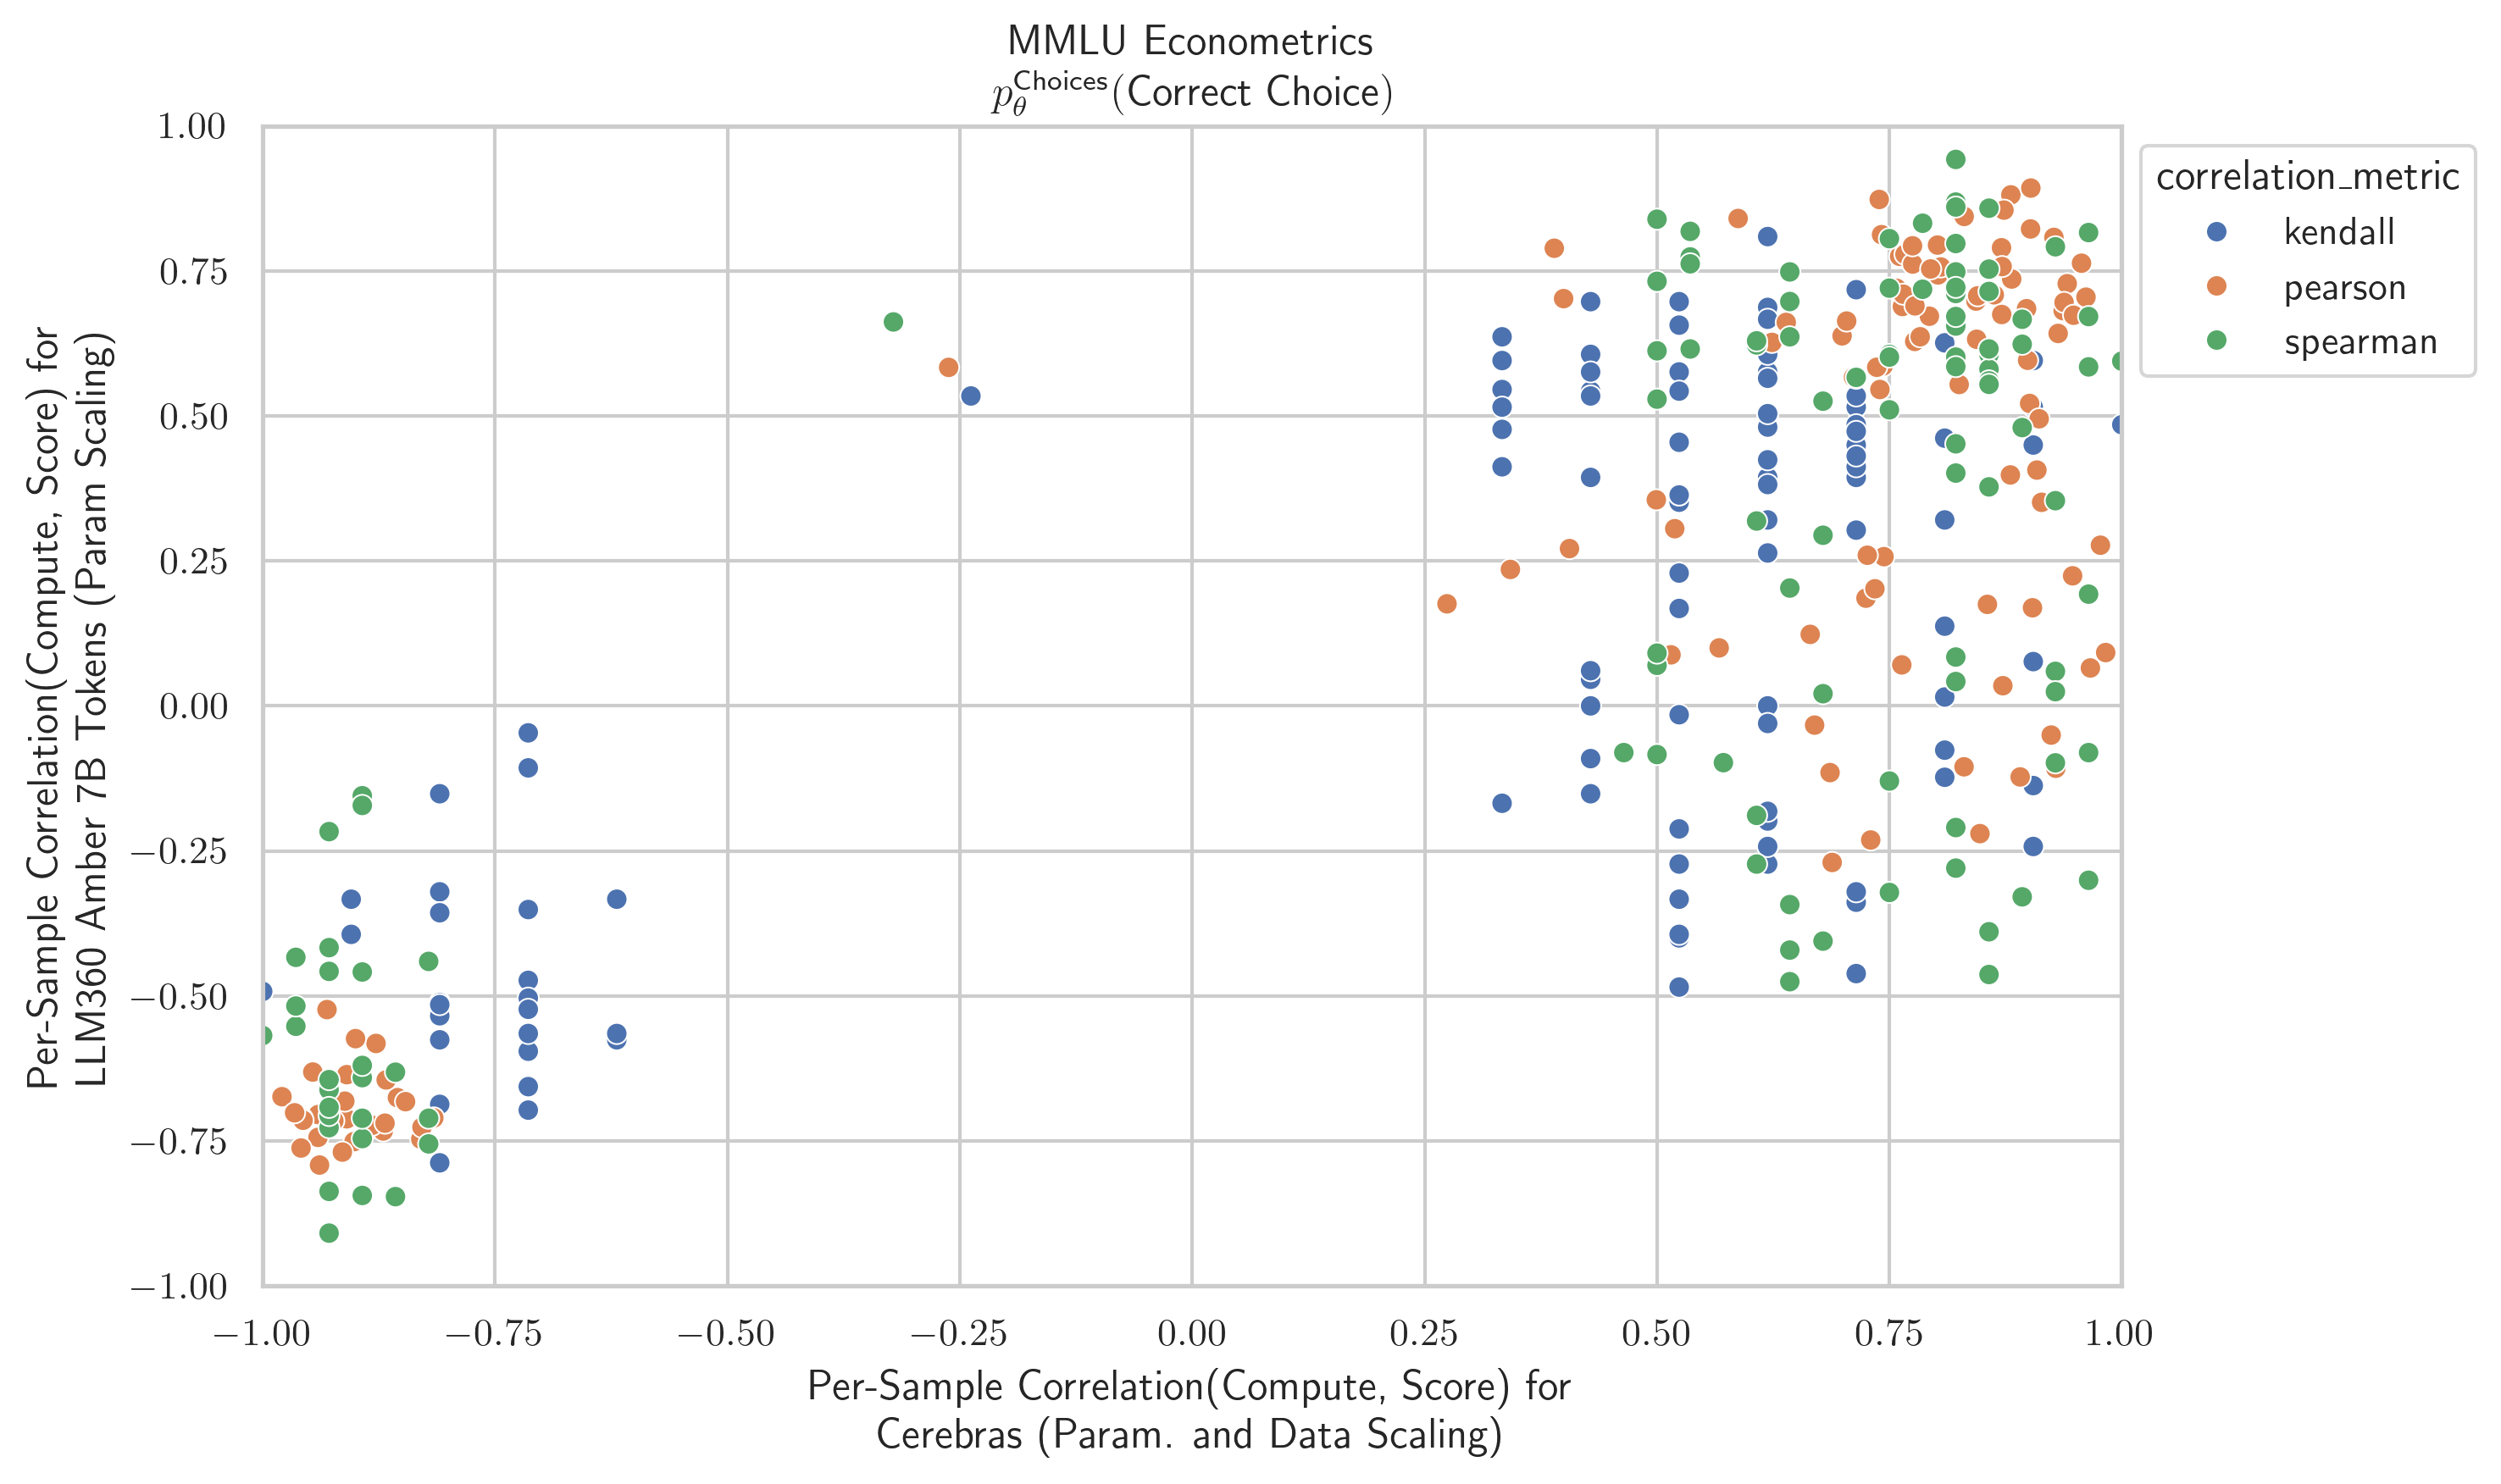 MMLU Econometrics
p_θ^Choices(Correct Choice)
1.00
0.75
0.50
0.25
0.00
−0.25
−0.50
−0.75
−1.00
Per-Sample Correlation(Compute, Score) for
LLM360 Amber 7B Tokens (Param Scaling)
−1.00 −0.75 −0.50 −0.25 0.00 0.25 0.50 0.75 1.00
Per-Sample Correlation(Compute, Score) for
Cerebras (Param. and Data Scaling)
correlation_metric
kendall
pearson
spearman